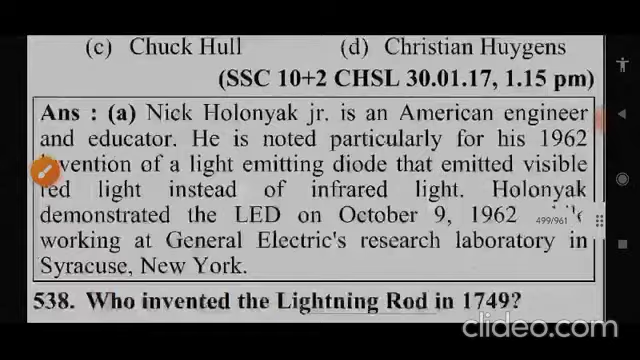 (c) Chuck Hull (d) Christian Huygens
(SSC 10+2 CHSL 30.01.17, 1.15 pm)
Ans : (a) Nick Holonyak jr. is an American engineer
and educator. He is noted particularly for his 1962
invention of a light emitting diode that emitted visible
red light instead of infrared light. Holonyak
demonstrated the LED on October 9, 1962
499/961
working at General Electric's research laboratory in
Syracuse, New York.
538. Who invented the Lightning Rod in 1749?
clideo.com